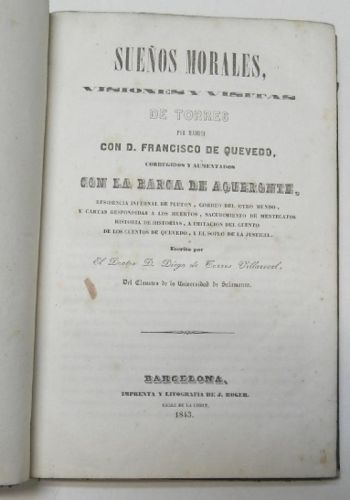 SUEÑOS MORALES,
VISIONES Y VISITAS
DE TORRES
POR MADRID
CON D. FRANCISCO DE QUEVEDO,
CORREGIDOS Y AUMENTADOS
CON LA BARCA DE AQUERONTE,
RESIDENCIA INFERNAL DE PLUTON, CORREO DEL OTRO MUNDO,
Y CARTAS RESPONDIDAS A LOS MUERTOS, SACUDIMIENTO DE MENTECATOS
HISTORIA DE HISTORIAS, A IMITACION DEL CUENTO
DE LOS CUENTOS DE QUEVEDO, Y EL SOPLO DE LA JUSTICIA.
Escritos por
El Doctor D. Diego de Torres Villarroel,
Del Claustro de la Universidad de Salamanca.
BARCELONA,
IMPRENTA Y LITOGRAFIA DE J. ROGER.
CALLE DE LA
1843.